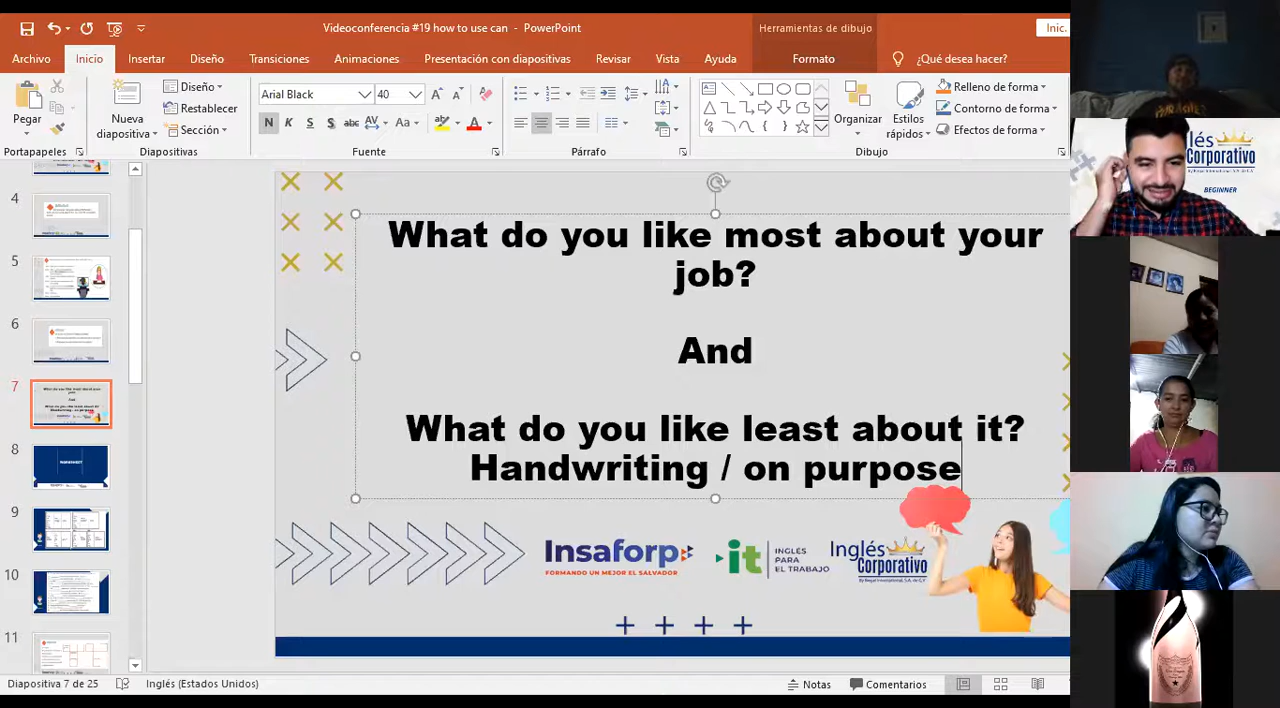 Videoconferencia #19 how to use can - PowerPoint
Herramientas de dibujo
Inic.
Archivo Inicio Insertar Diseño Transiciones Animaciones Presentación con diapositivas Revisar Vista Ayuda Formato ¿Qué desea hacer?
Pegar
Portapapeles
Nueva diapositiva
Diseño
Restablecer
Sección
Diapositivas
Arial Black 40
N K S S abc AV Aa A
Fuente
Párrafo
Organizar
Estilos rápidos
Relleno de forma
Contorno de forma
Efectos de forma
Dibujo
4
5
6
7
8
9
10
11
What do you like most about your
job?
And
What do you like least about it?
Handwriting / on purpose
Insaforp
FORMANDO UN MEJOR EL SALVADOR
it
INGLÉS
PARA
EL TRABAJO
Inglés
Corporativo
lés
Corporativo
BEGINNER
Diapositiva 7 de 25
Inglés (Estados Unidos)
Notas
Comentarios